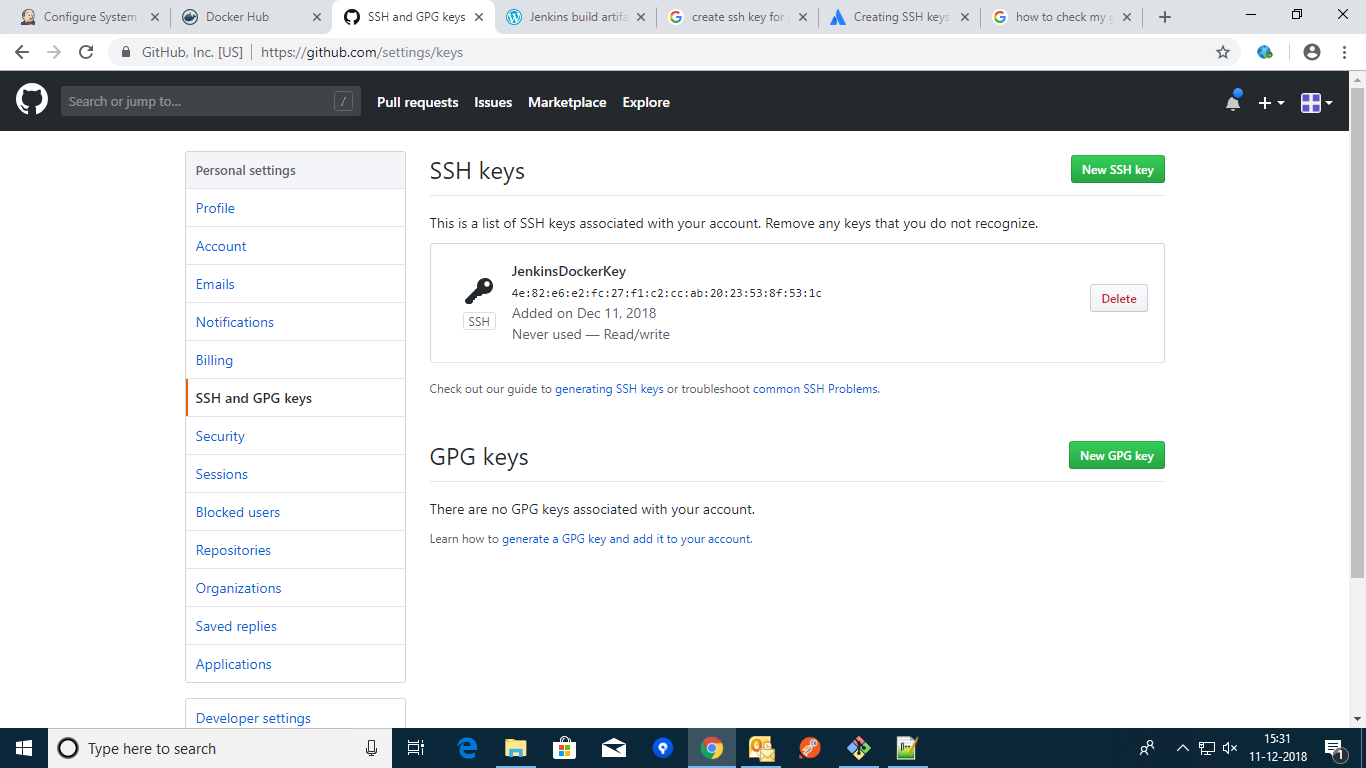 Configure System
Docker Hub
SSH and GPG keys
Jenkins build artifa
create ssh key for
Creating SSH keys
how to check my g
GitHub, Inc. [US]
https://github.com/settings/keys
Search or jump to...
/
Pull requests
Issues
Marketplace
Explore
Personal settings
Profile
Account
Emails
Notifications
Billing
SSH and GPG keys
Security
Sessions
Blocked users
Repositories
Organizations
Saved replies
Applications
Developer settings
SSH keys
New SSH key
This is a list of SSH keys associated with your account. Remove any keys that you do not recognize.
JenkinsDockerKey
4e:82:e6:e2:fc:27:f1:c2:cc:ab:20:23:53:8f:53:1c
Added on Dec 11, 2018
Never used — Read/write
SSH
Delete
Check out our guide to generating SSH keys or troubleshoot common SSH Problems.
GPG keys
New GPG key
There are no GPG keys associated with your account.
Learn how to generate a GPG key and add it to your account.
Type here to search
15:31
11-12-2018
1